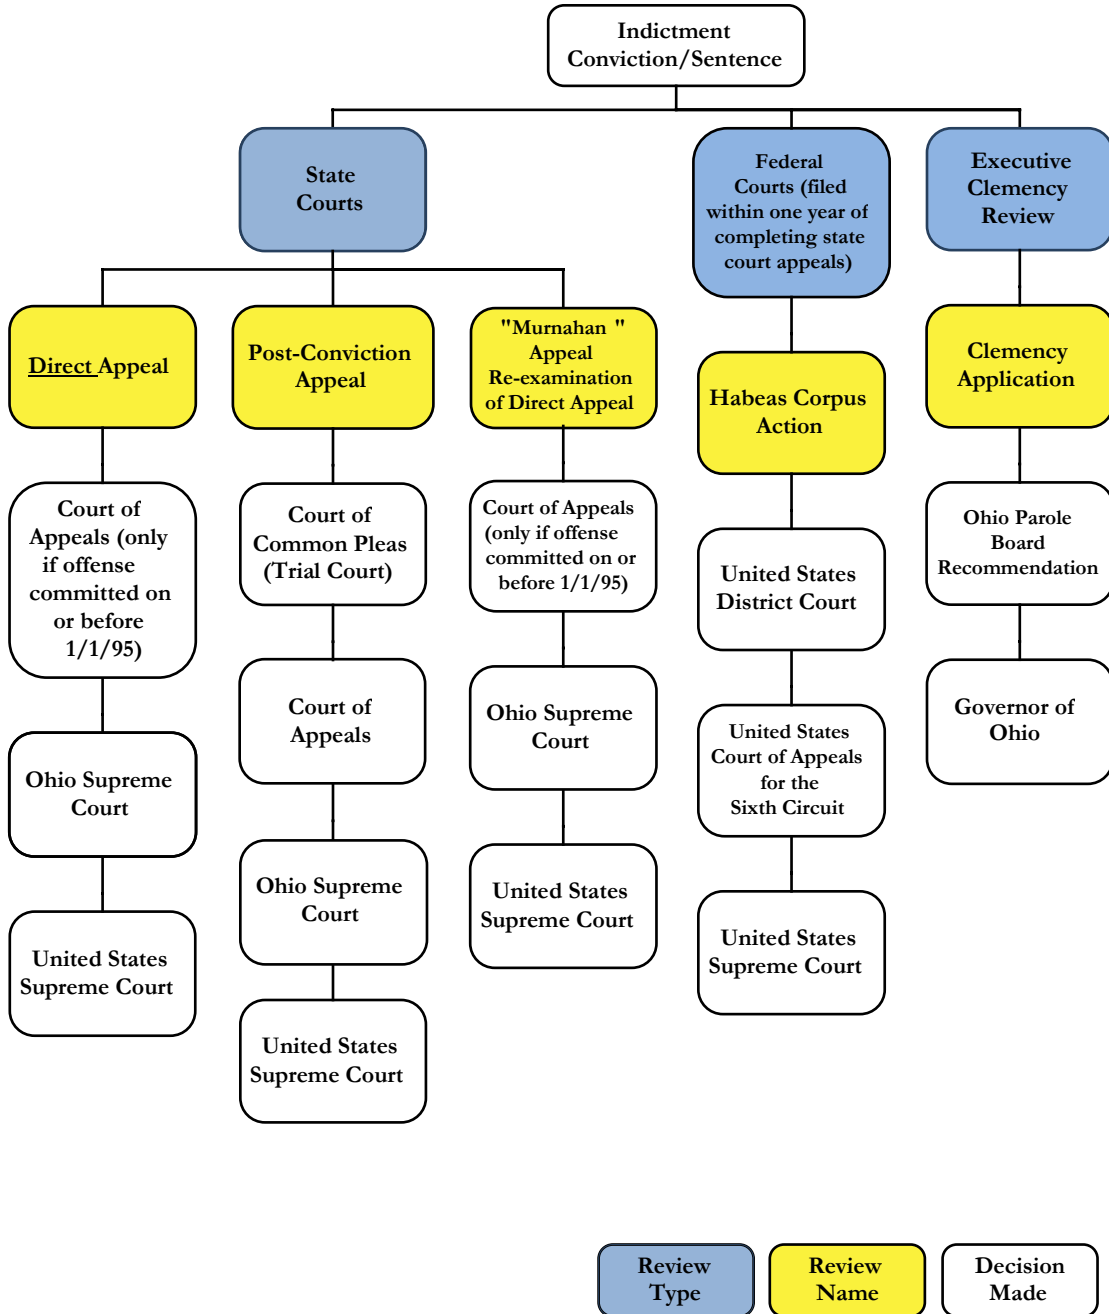 Indictment
Conviction/Sentence
State
Courts
Federal
Courts (filed
within one year of
completing state
court appeals)
Executive
Clemency
Review
Direct Appeal
Post-Conviction
Appeal
"Murnahan "
Appeal
Re-examination
of Direct Appeal
Habeas Corpus
Action
Clemency
Application
Court of
Appeals (only
if offense
committed on
or before
1/1/95)
Court of
Common Pleas
(Trial Court)
Court of Appeals
(only if offense
committed on or
before 1/1/95)
United States
District Court
Ohio Parole
Board
Recommendation
Ohio Supreme
Court
Court of
Appeals
Ohio Supreme
Court
United States
Court of Appeals
for the
Sixth Circuit
Governor of
Ohio
United States
Supreme Court
Ohio Supreme
Court
United States
Supreme Court
United States
Supreme Court
United States
Supreme Court
Review
Type
Review
Name
Decision
Made